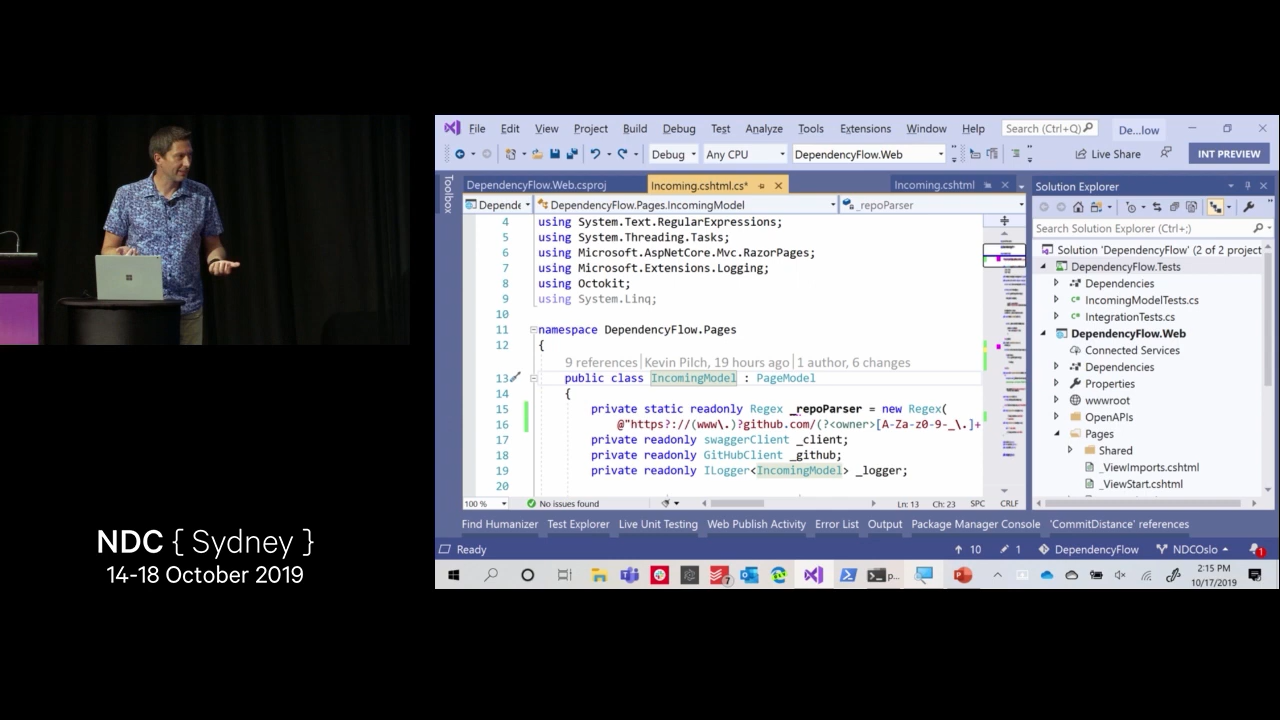 NDC { Sydney }
14-18 October 2019
File Edit View Project Build Debug Test Analyze Tools Extensions Window Help Search (Ctrl+Q) De...low
Debug Any CPU DependencyFlow.Web Live Share INT PREVIEW
Toolbox
DependencyFlow.Web.csproj Incoming.cshtml.cs* Incoming.cshtml
DependencyFlow.Pages.IncomingModel _repoParser
4 using System.Text.RegularExpressions;
5 using System.Threading.Tasks;
6 using Microsoft.AspNetCore.Mvc.RazorPages;
7 using Microsoft.Extensions.Logging;
8 using Octokit;
9 using System.Linq;
10
11 namespace DependencyFlow.Pages
12 {
9 references | Kevin Pilch, 19 hours ago | 1 author, 6 changes
13 public class IncomingModel : PageModel
14 {
15 private static readonly Regex _repoParser = new Regex(
16 @"https?://(www\.)?github.com/(?<owner>[A-Za-z0-9-_\.]+
17 private readonly swaggerClient _client;
18 private readonly GitHubClient _github;
19 private readonly ILogger<IncomingModel> _logger;
20
100 % No issues found Ln: 13 Ch: 23 SPC CRLF
Solution Explorer
Search Solution Explorer (Ctrl+;)
Solution 'DependencyFlow' (2 of 2 project
DependencyFlow.Tests
Dependencies
IncomingModelTests.cs
IntegrationTests.cs
DependencyFlow.Web
Connected Services
Dependencies
Properties
wwwroot
OpenAPIs
Pages
Shared
_ViewImports.cshtml
_ViewStart.cshtml
Find Humanizer Test Explorer Live Unit Testing Web Publish Activity Error List Output Package Manager Console 'CommitDistance' references
Ready 10 1 DependencyFlow NDCOslo 1
2:15 PM
10/17/2019